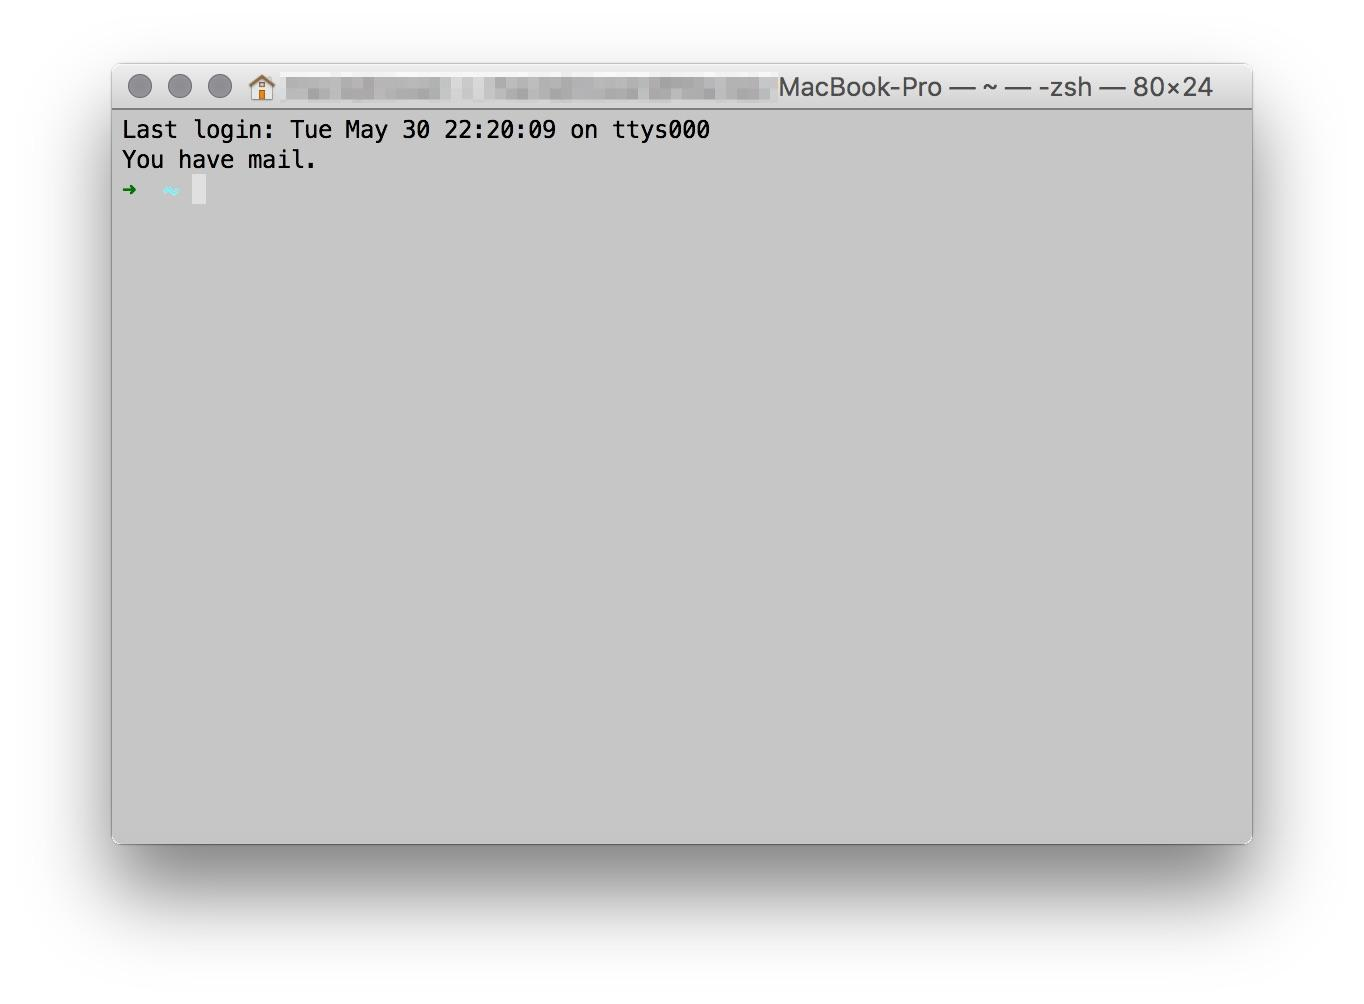 MacBook-Pro — ~ — -zsh — 80×24
Last login: Tue May 30 22:20:09 on ttys000
You have mail.
➜ ~